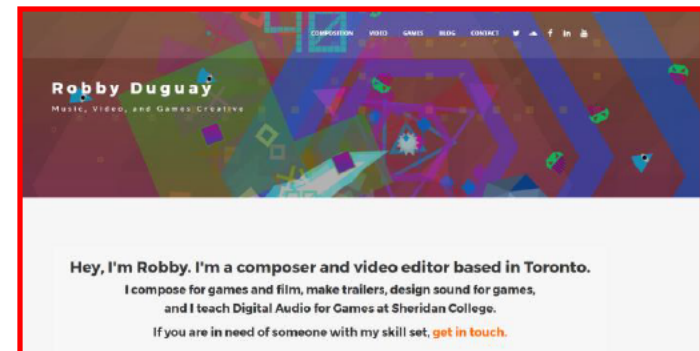 40
COMPOSITION VIDEO GAMES BLOG CONTACT
Robby Duguay
Music, Video, and Games Creative
Hey, I'm Robby. I'm a composer and video editor based in Toronto.
I compose for games and film, make trailers, design sound for games,
and I teach Digital Audio for Games at Sheridan College.
If you are in need of someone with my skill set, get in touch.